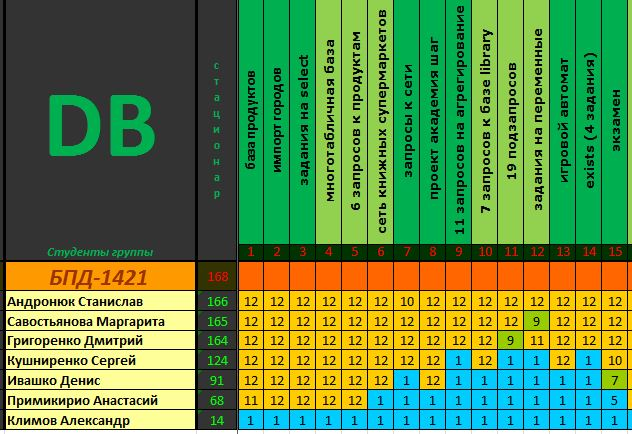 DB
стационар
база продуктов
импорт городов
задания на select
многотабличная база
6 запросов к продуктам
сеть книжных супермаркетов
запросы к сети
проект академия шаг
11 запросов на агрегирование
7 запросов к базе library
19 подзапросов
задания на переменные
игровой автомат
exists (4 задания)
экзамен
Студенты группы 1 2 3 4 5 6 7 8 9 10 11 12 13 14 15
БПД-1421 168
Андронюк Станислав 166 12 12 12 12 12 12 10 12 12 12 12 12 12 12 12
Савостьянова Маргарита 165 12 12 12 12 12 12 12 12 12 12 12 9 12 12 12
Григоренко Дмитрий 164 12 12 12 12 12 12 12 12 12 12 9 11 12 12 12
Кушниренко Сергей 124 12 12 12 12 12 12 12 12 1 12 1 1 12 1 10
Ивашко Денис 91 12 12 12 12 12 12 1 12 1 1 1 1 1 1 7
Примикирио Анастасий 68 11 12 12 12 12 1 1 1 1 1 1 1 1 1 5
Климов Александр 14 1 1 1 1 1 1 1 1 1 1 1 1 1 1 1